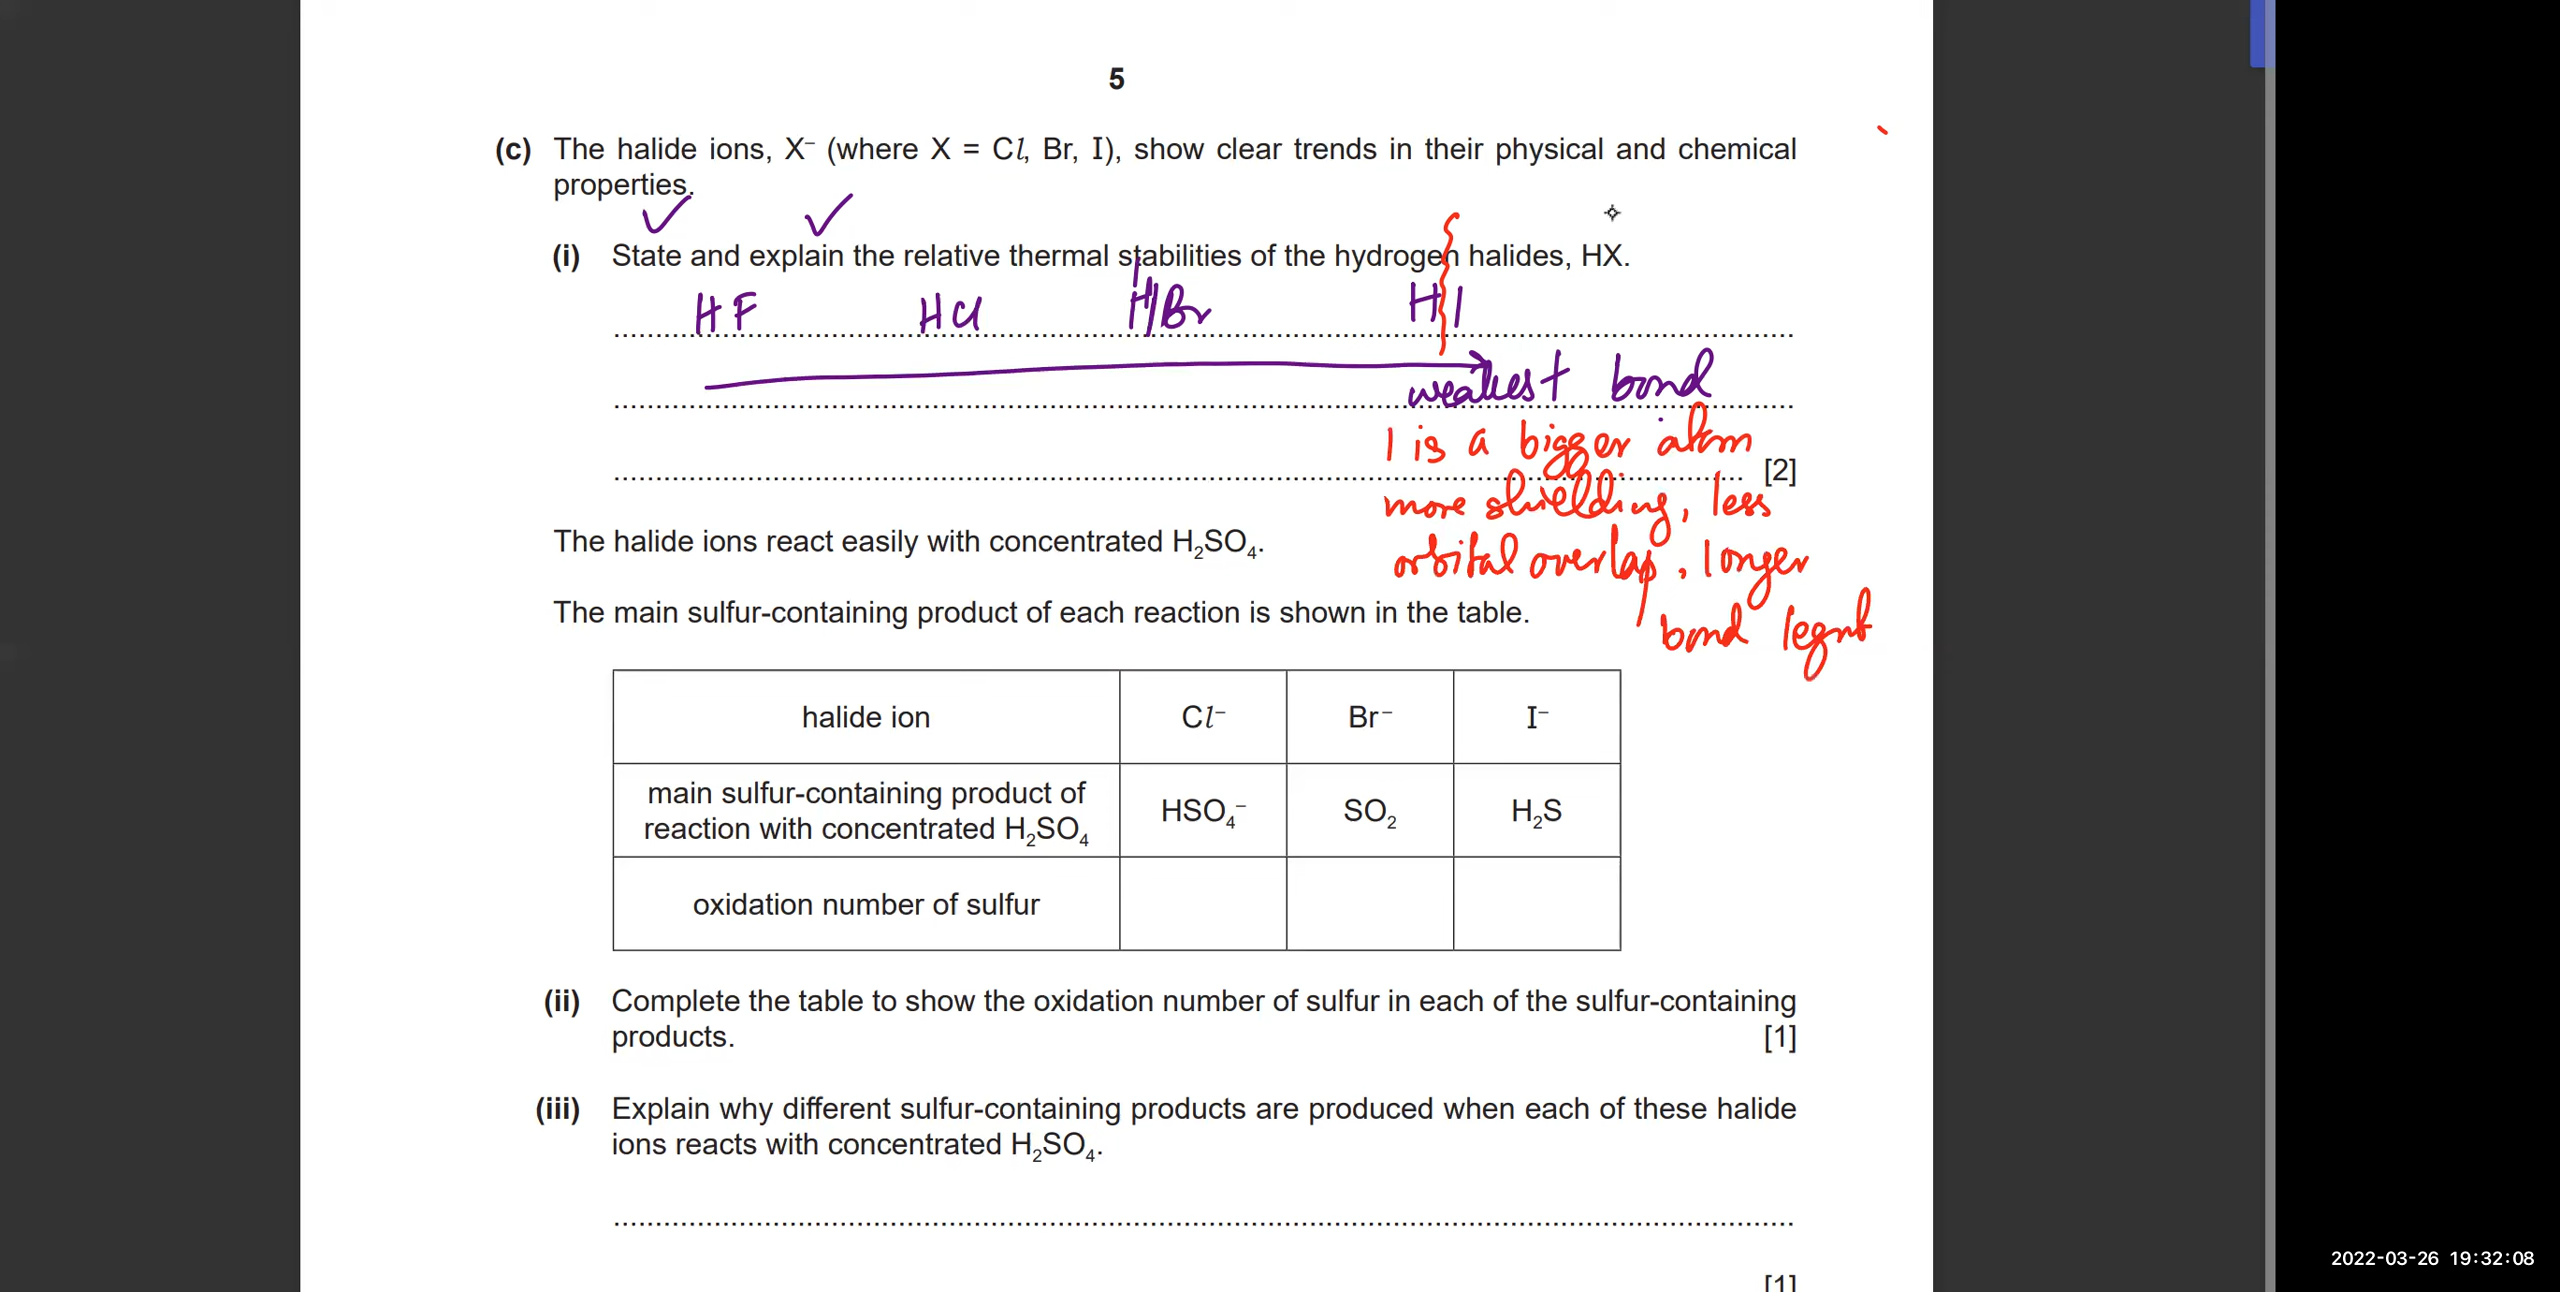 5
(c) The halide ions, X⁻ (where X = Cl, Br, I), show clear trends in their physical and chemical
properties.
(i) State and explain the relative thermal stabilities of the hydrogen halides, HX.
HF HCl HBr HI
weakest bond
I is a bigger atom
[2]
more shielding, less
The halide ions react easily with concentrated H₂SO₄.
orbital overlap, longer
The main sulfur-containing product of each reaction is shown in the table.
bond
halide ion Cl⁻ Br⁻ I⁻
main sulfur-containing product of
reaction with concentrated H₂SO₄ HSO₄⁻ SO₂ H₂S
oxidation number of sulfur
(ii) Complete the table to show the oxidation number of sulfur in each of the sulfur-containing
products. [1]
(iii) Explain why different sulfur-containing products are produced when each of these halide
ions reacts with concentrated H₂SO₄.
[1]
2022-03-26 19:32:08